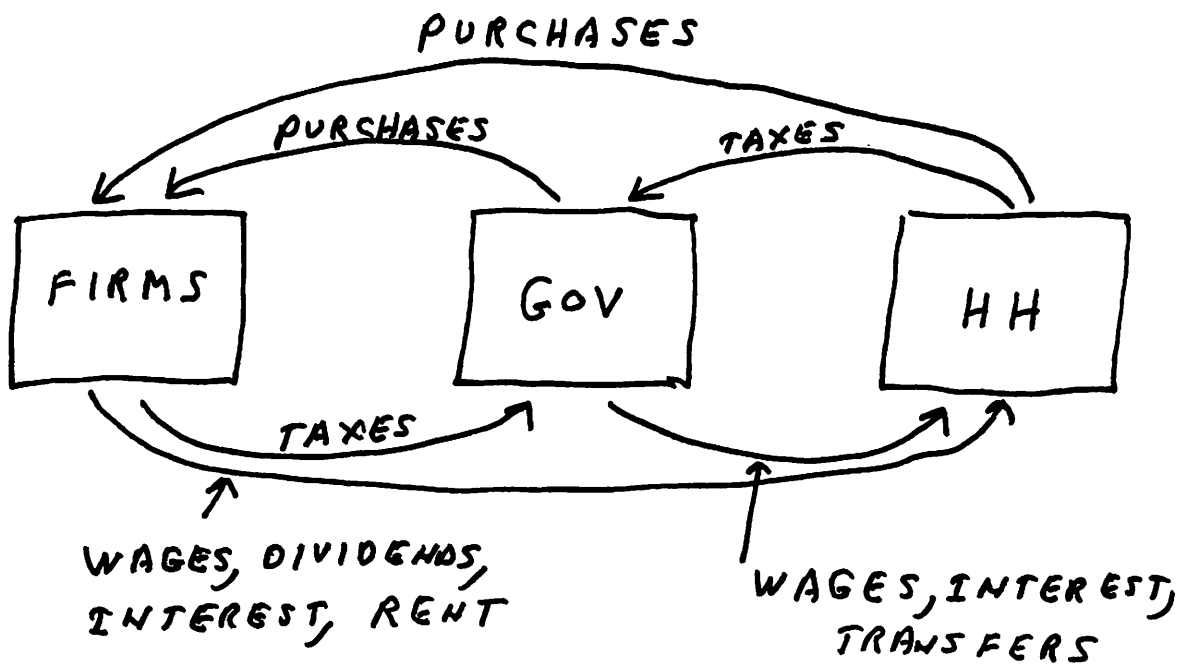 PURCHASES
PURCHASES
TAXES
FIRMS
GOV
HH
TAXES
WAGES, DIVIDENDS,
INTEREST, RENT
WAGES, INTEREST,
TRANSFERS